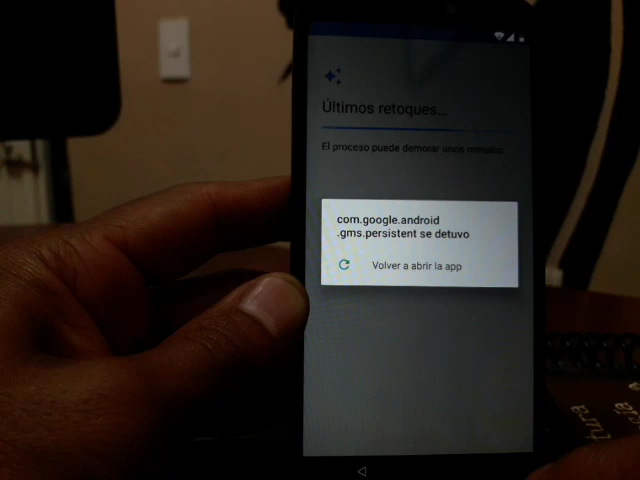 Últimos retoques...
El proceso puede demorar unos minutos
com.google.android
.gms.persistent se detuvo
Volver a abrir la app